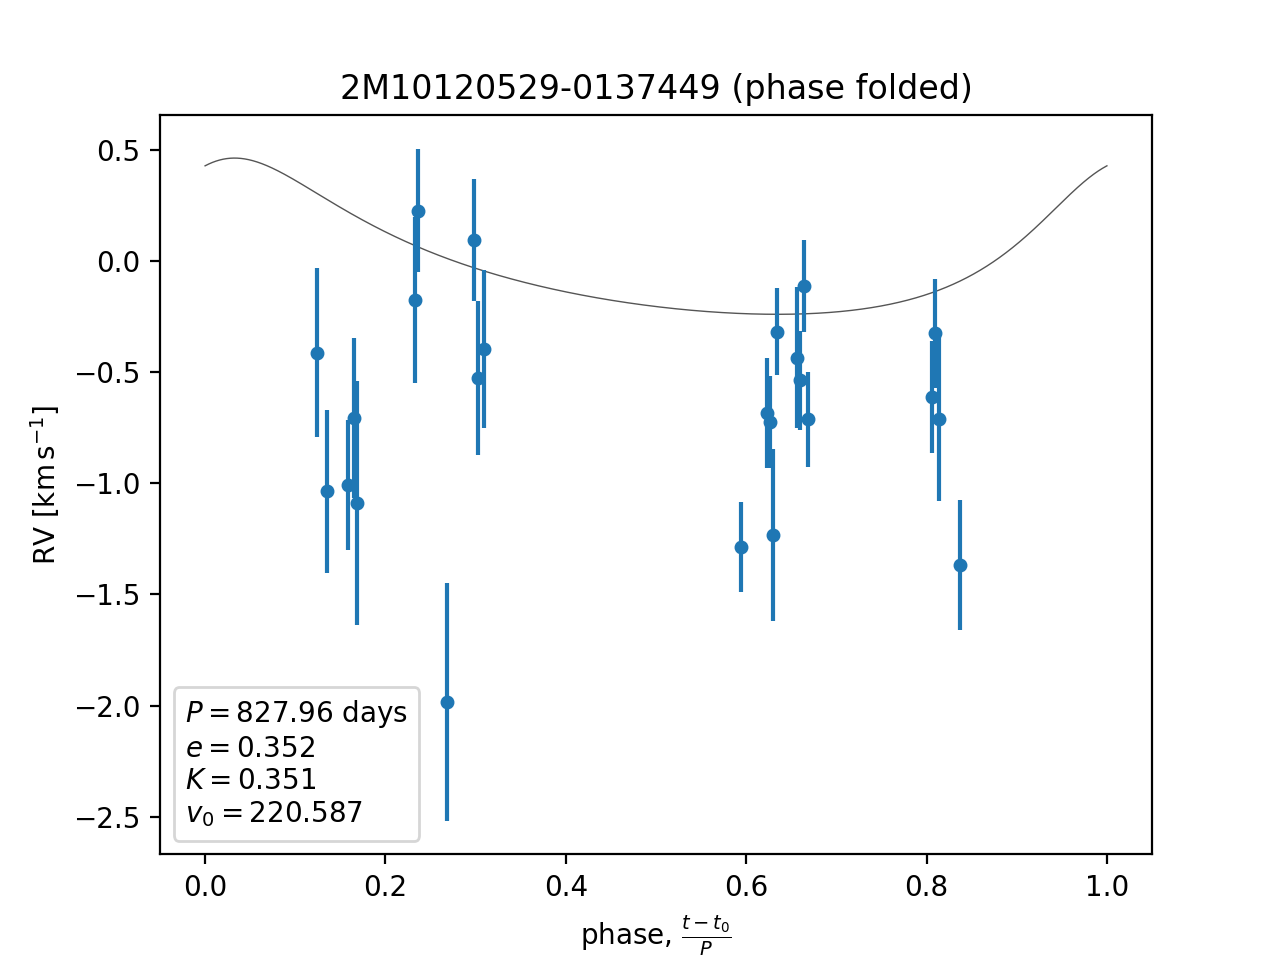 2M10120529-0137449 (phase folded)
RV [km s⁻¹]
0.5
0.0
−0.5
−1.0
−1.5
−2.0
−2.5
P = 827.96 days
e = 0.352
K = 0.351
v₀ = 220.587
0.0 0.2 0.4 0.6 0.8 1.0
phase, (t − t₀)/P